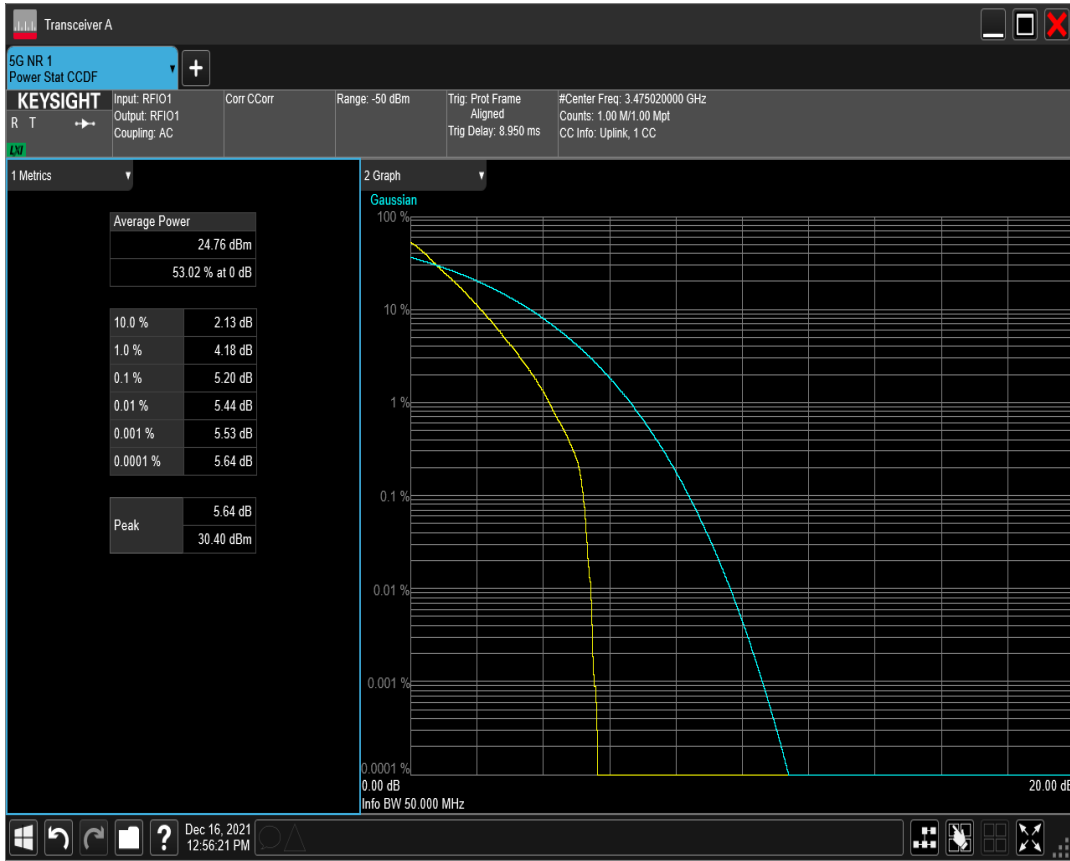 Transceiver A
5G NR 1
Power Stat CCDF
+
KEYSIGHT
R T
LXI
Input: RFIO1
Output: RFIO1
Coupling: AC
Corr CCorr
Range: -50 dBm
Trig: Prot Frame
Aligned
Trig Delay: 8.950 ms
#Center Freq: 3.475020000 GHz
Counts: 1.00 M/1.00 Mpt
CC Info: Uplink, 1 CC
1 Metrics
Average Power
24.76 dBm
53.02 % at 0 dB
10.0 % 2.13 dB
1.0 % 4.18 dB
0.1 % 5.20 dB
0.01 % 5.44 dB
0.001 % 5.53 dB
0.0001 % 5.64 dB
Peak
5.64 dB
30.40 dBm
2 Graph
Gaussian
100 %
10 %
1 %
0.1 %
0.01 %
0.001 %
0.0001 %
0.00 dB 20.00 dB
Info BW 50.000 MHz
?
Dec 16, 2021
12:56:21 PM